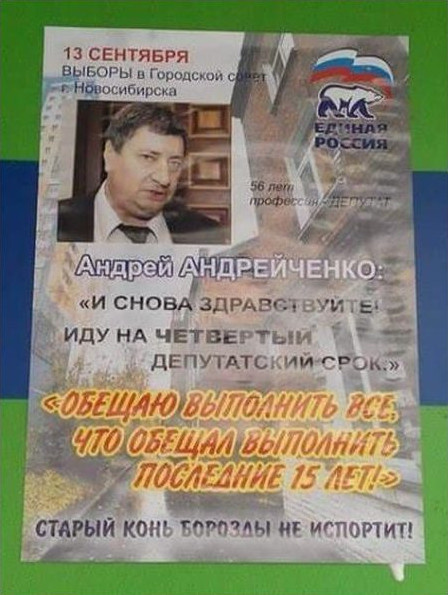 13 СЕНТЯБРЯ
ВЫБОРЫ в Городской совет
г. Новосибирска
ЕДИНАЯ
РОССИЯ
56 лет
профессия - ДЕПУТАТ
Андрей АНДРЕЙЧЕНКО:
«И СНОВА ЗДРАВСТВУЙТЕ!
ИДУ НА ЧЕТВЕРТЫЙ
ДЕПУТАТСКИЙ СРОК.»
«ОБЕЩАЮ ВЫПОЛНИТЬ ВСЕ,
ЧТО ОБЕЩАЛ ВЫПОЛНИТЬ
ПОСЛЕДНИЕ 15 ЛЕТ!»
СТАРЫЙ КОНЬ БОРОЗДЫ НЕ ИСПОРТИТ!